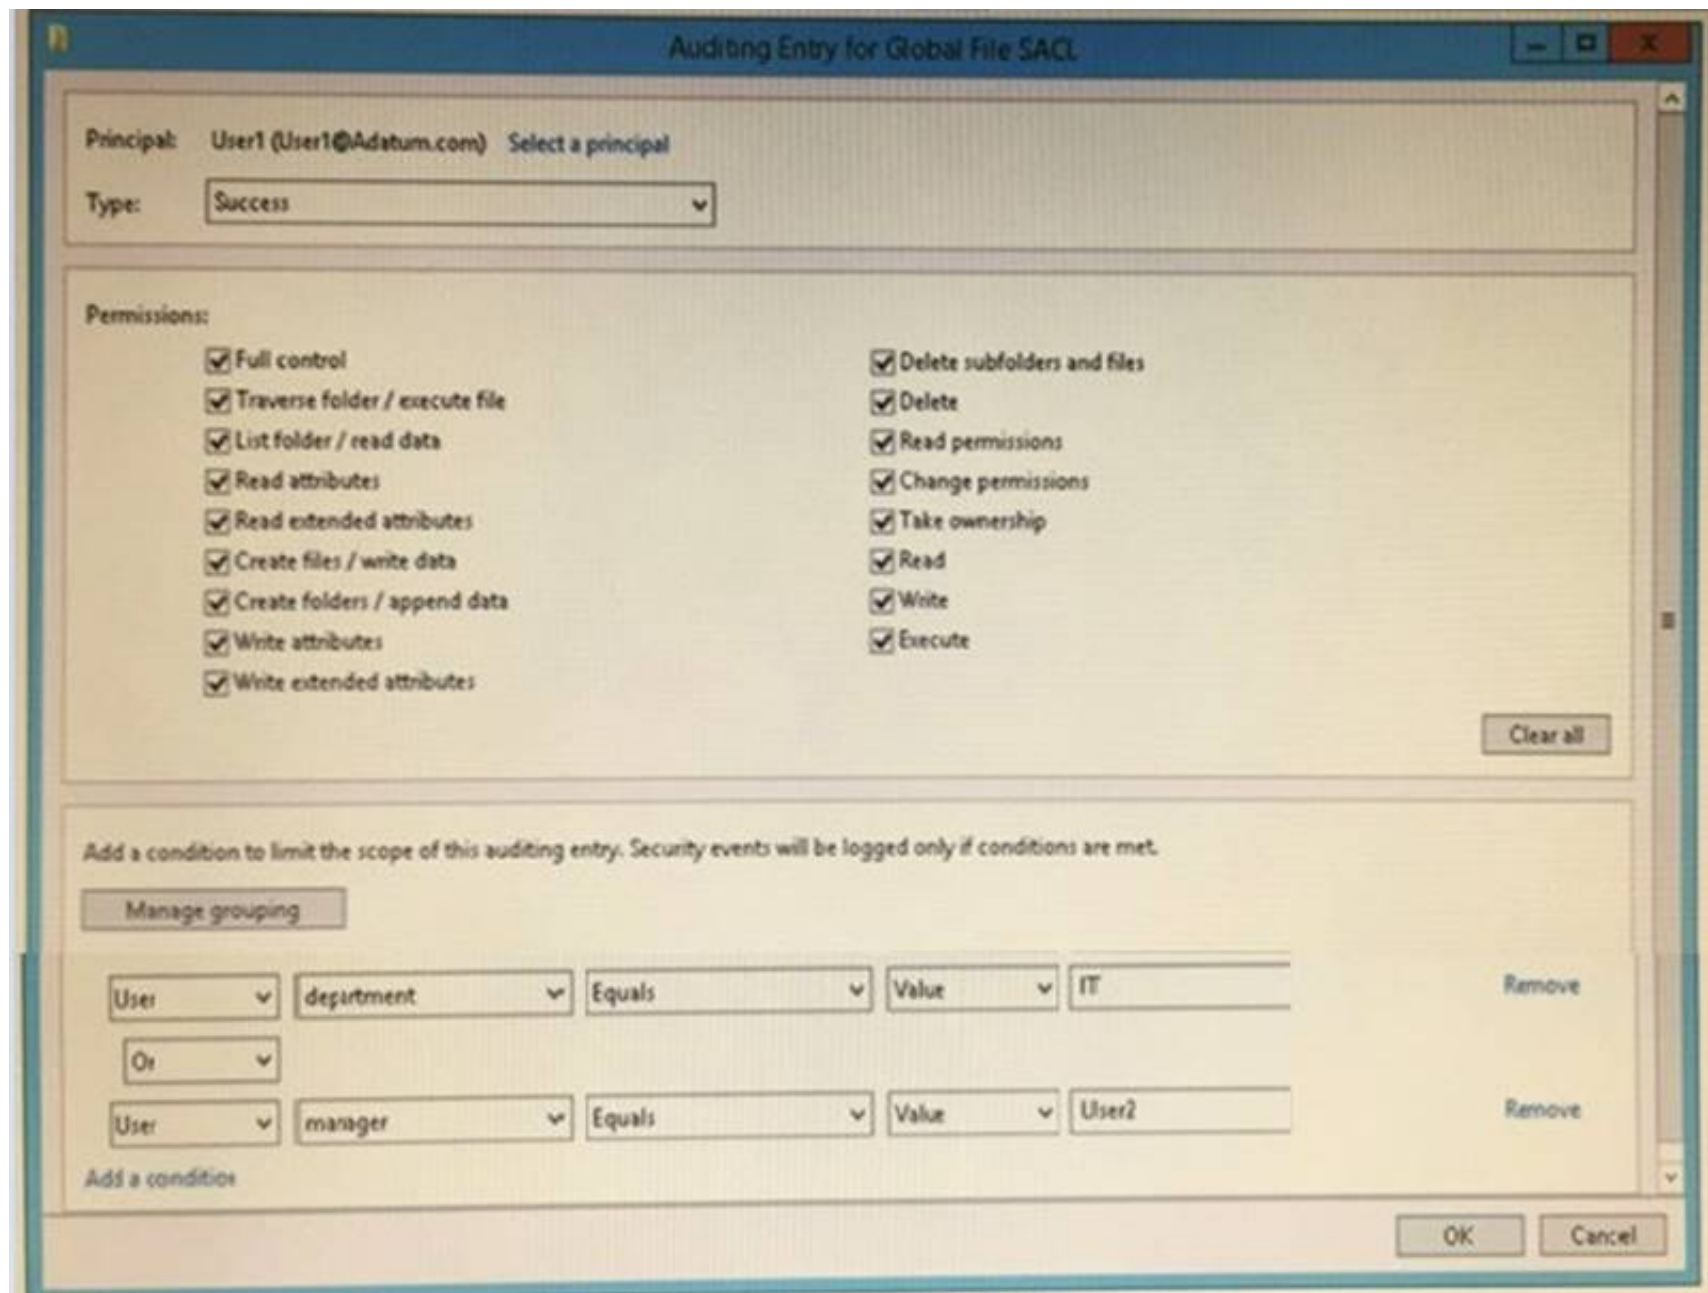 Auditing Entry for Global File SACL
Principal: User1 (User1@Adatum.com) Select a principal
Type: Success
Permissions:
Full control
Traverse folder / execute file
List folder / read data
Read attributes
Read extended attributes
Create files / write data
Create folders / append data
Write attributes
Write extended attributes
Delete subfolders and files
Delete
Read permissions
Change permissions
Take ownership
Read
Write
Execute
Clear all
Add a condition to limit the scope of this auditing entry. Security events will be logged only if conditions are met.
Manage grouping
User department Equals Value IT Remove
Or
User manager Equals Value User2 Remove
Add a condition
OK Cancel